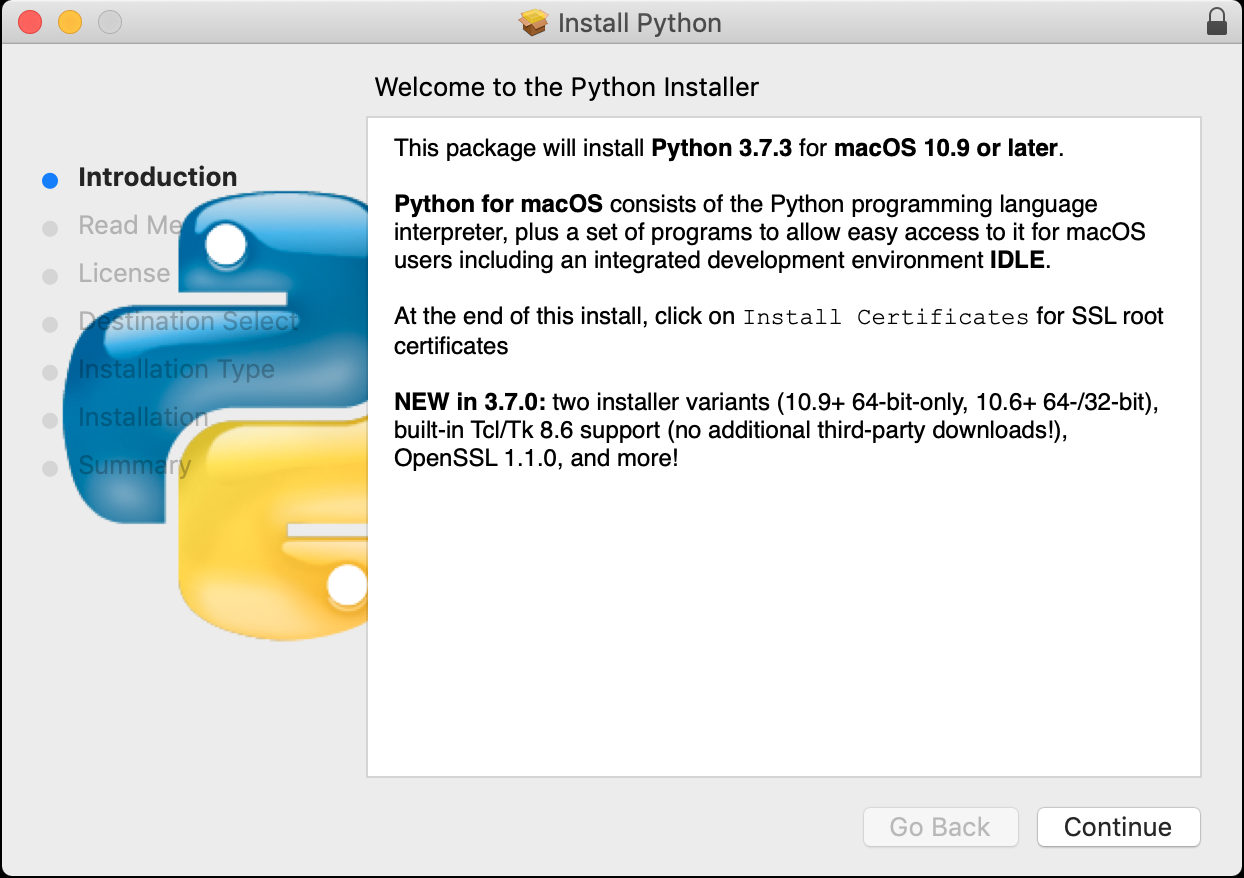 Install Python
Welcome to the Python Installer
Introduction
Read Me
License
Destination Select
Installation Type
Installation
Summary
This package will install Python 3.7.3 for macOS 10.9 or later.
Python for macOS consists of the Python programming language
interpreter, plus a set of programs to allow easy access to it for macOS
users including an integrated development environment IDLE.
At the end of this install, click on Install Certificates for SSL root
certificates
NEW in 3.7.0: two installer variants (10.9+ 64-bit-only, 10.6+ 64-/32-bit),
built-in Tcl/Tk 8.6 support (no additional third-party downloads!),
OpenSSL 1.1.0, and more!
Go Back
Continue